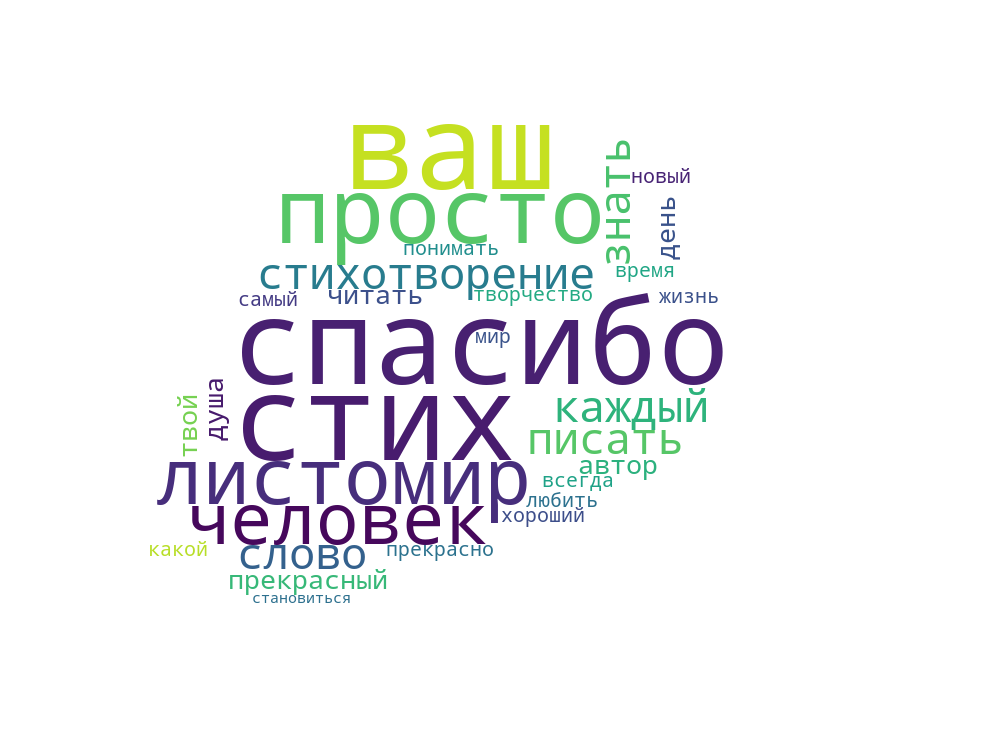 ваш
знать
новый
просто
день
понимать
стихотворение
время
самый
читать
творчество
жизнь
спасибо
мир
стих
душа
твой
каждый
писать
листомир
автор
всегда
любить
человек
хороший
слово
прекрасно
какой
прекрасный
становиться